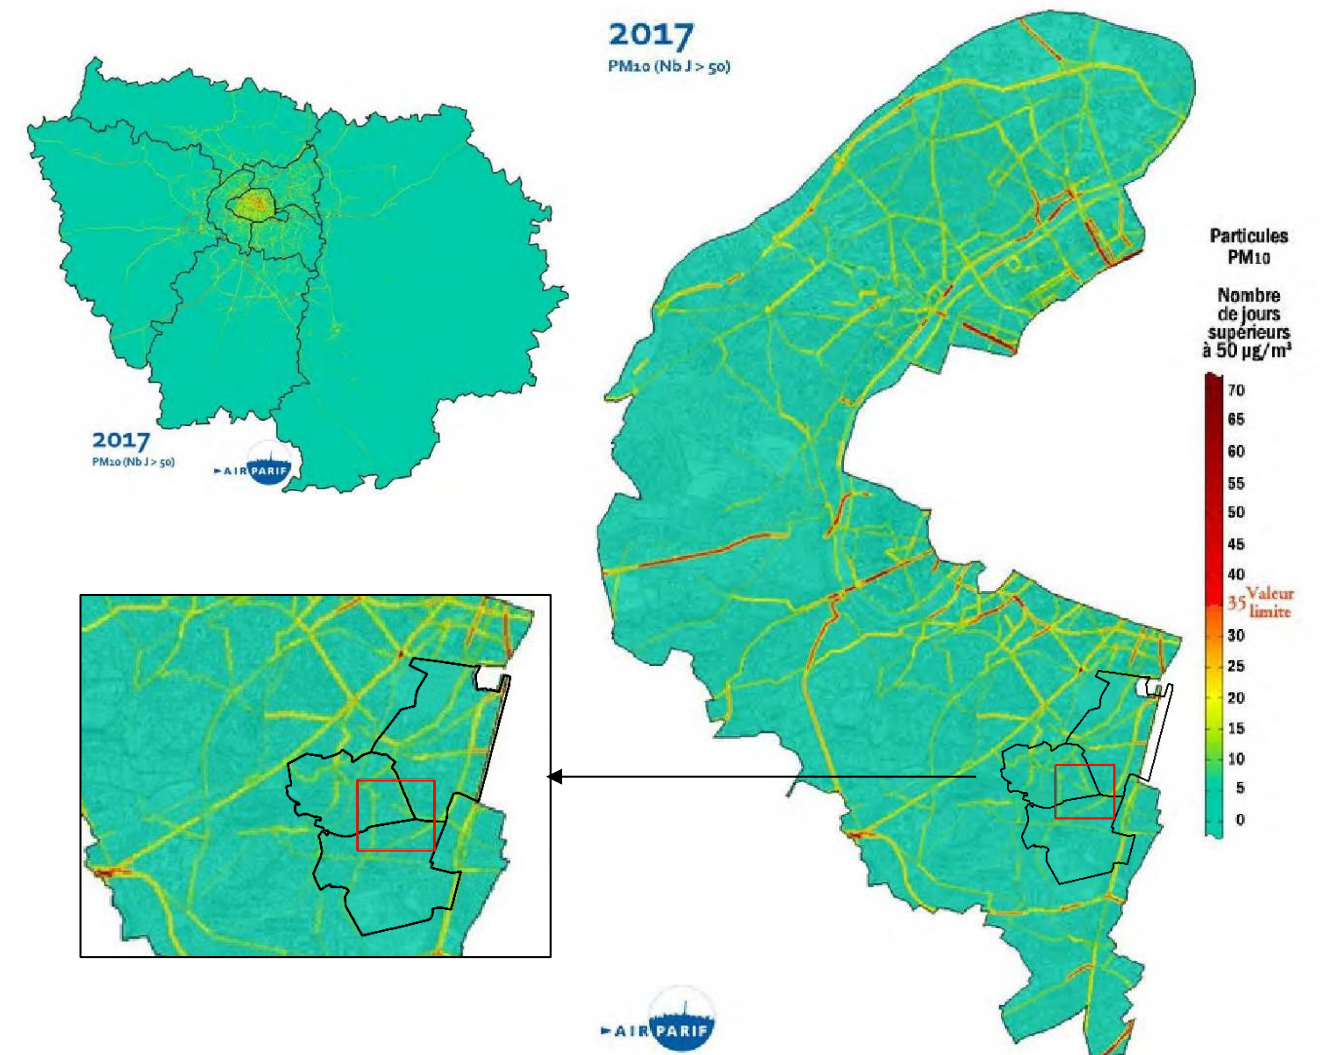 2017
PM10 (Nb J > 50)
2017
PM10 (Nb J > 50)
AIRPARIF
Particules
PM10
Nombre
de jours
supérieurs
à 50 µg/m³
70
65
60
55
50
45
40
35 Valeur
limite
30
25
20
15
10
5
0
AIRPARIF